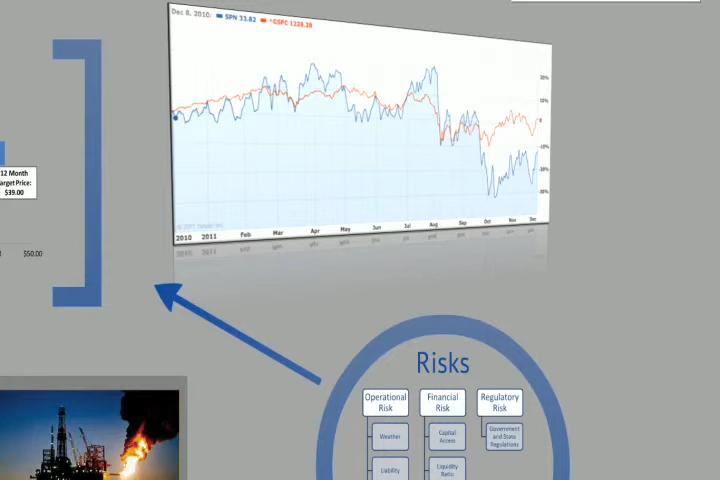 Dec 8, 2010: SPN 33.82 ^GSPC 1228.28
20%
10%
0
-10%
-20%
-30%
2010 2011 Feb Mar Apr May Jun Jul Aug Sep Oct Nov Dec
12 Month
Target Price:
$39.00
$50.00
Risks
Operational
Risk
Financial
Risk
Regulatory
Risk
Weather
Capital
Access
Government
and State
Regulations
Liability
Liquidity
Ratio